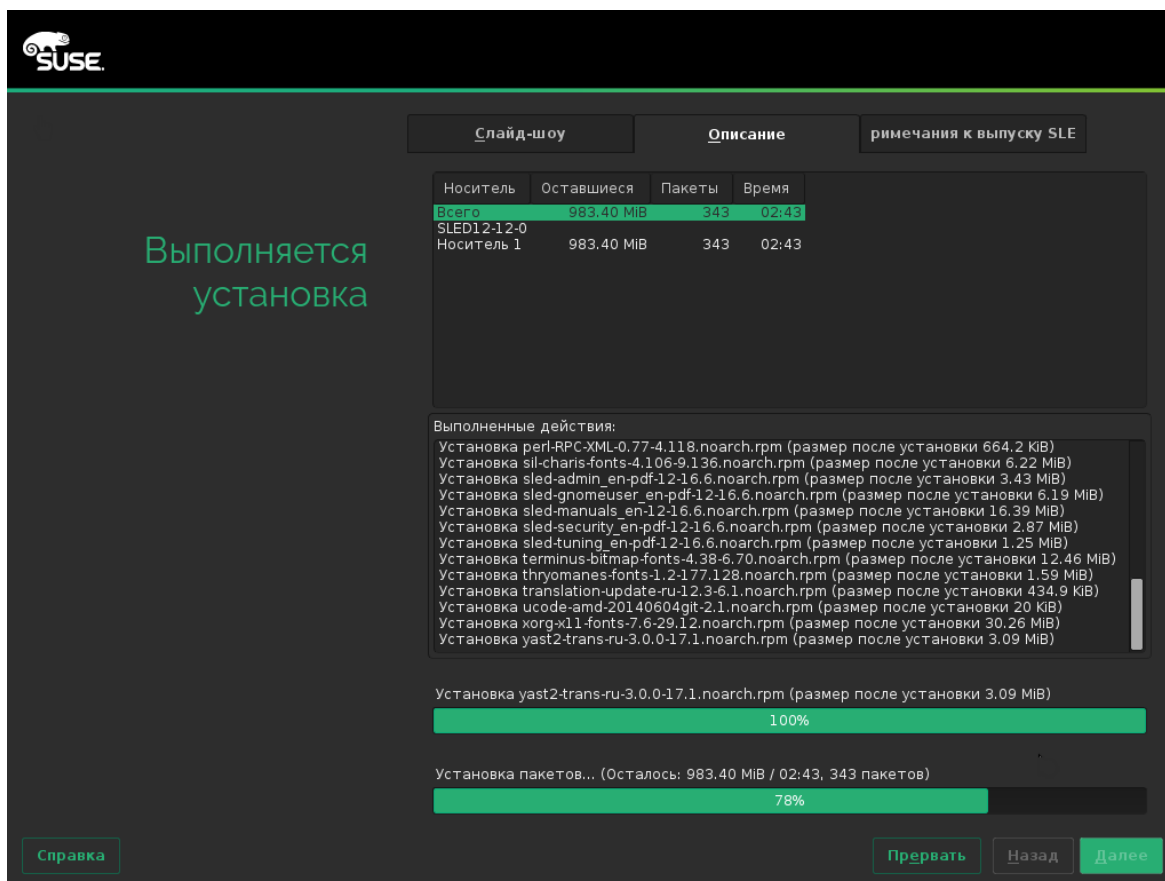 SUSE.
Слайд-шоу
Описание
римечания к выпуску SLE
Выполняется
установка
Носитель Оставшиеся Пакеты Время
Всего 983.40 MiB 343 02:43
SLED12-12-0
Носитель 1 983.40 MiB 343 02:43
Выполненные действия:
Установка perl-RPC-XML-0.77-4.118.noarch.rpm (размер после установки 664.2 KiB)
Установка sil-charis-fonts-4.106-9.136.noarch.rpm (размер после установки 6.22 MiB)
Установка sled-admin_en-pdf-12-16.6.noarch.rpm (размер после установки 3.43 MiB)
Установка sled-gnomeuser_en-pdf-12-16.6.noarch.rpm (размер после установки 6.19 MiB)
Установка sled-manuals_en-12-16.6.noarch.rpm (размер после установки 16.39 MiB)
Установка sled-security_en-pdf-12-16.6.noarch.rpm (размер после установки 2.87 MiB)
Установка sled-tuning_en-pdf-12-16.6.noarch.rpm (размер после установки 1.25 MiB)
Установка terminus-bitmap-fonts-4.38-6.70.noarch.rpm (размер после установки 12.46 MiB)
Установка thryomanes-fonts-1.2-177.128.noarch.rpm (размер после установки 1.59 MiB)
Установка translation-update-ru-12.3-6.1.noarch.rpm (размер после установки 434.9 KiB)
Установка ucode-amd-20140604git-2.1.noarch.rpm (размер после установки 20 KiB)
Установка xorg-x11-fonts-7.6-29.12.noarch.rpm (размер после установки 30.26 MiB)
Установка yast2-trans-ru-3.0.0-17.1.noarch.rpm (размер после установки 3.09 MiB)
Установка yast2-trans-ru-3.0.0-17.1.noarch.rpm (размер после установки 3.09 MiB)
100%
Установка пакетов... (Осталось: 983.40 MiB / 02:43, 343 пакетов)
78%
Справка
Прервать
Назад
Далее